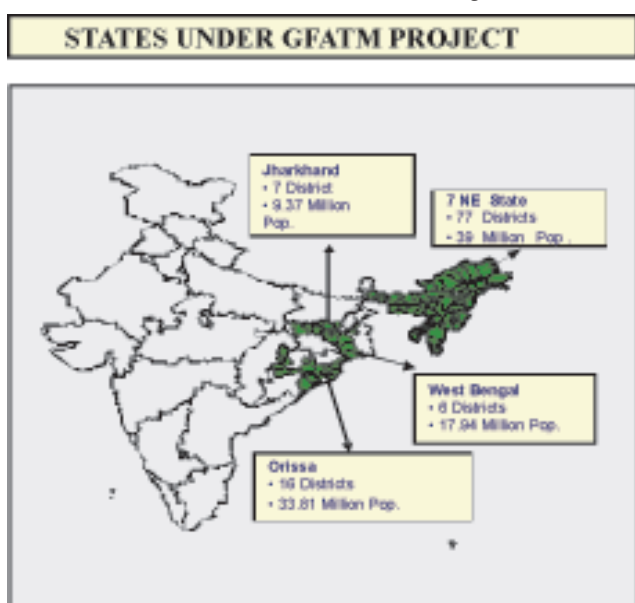 STATES UNDER GFATM PROJECT
Jharkhand
• 7 District
• 9.37 Million
Pop.
7 NE State
• 77 Districts
• 39 Million Pop.
West Bengal
• 6 Districts
• 17.94 Million Pop.
Orissa
• 16 Districts
• 33.81 Million Pop.